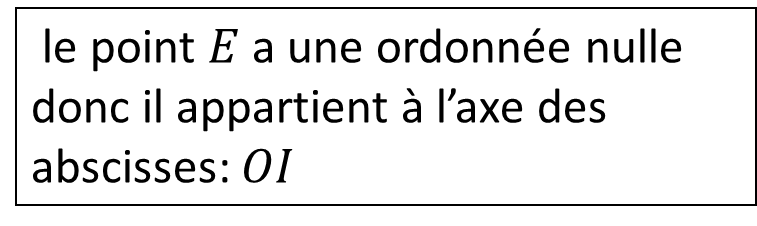 le point E a une ordonnée nulle
donc il appartient à l’axe des
abscisses: OI